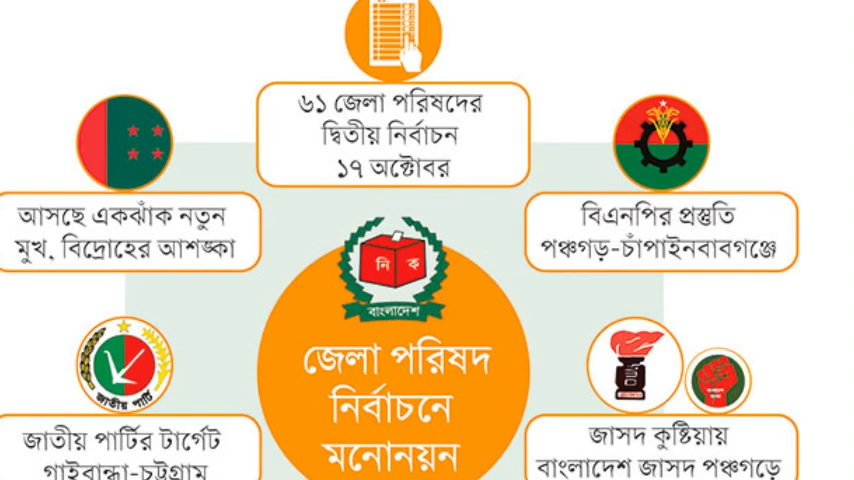 ৬১ জেলা পরিষদের
দ্বিতীয় নির্বাচন
১৭ অক্টোবর
আসছে একঝাঁক নতুন
মুখ, বিদ্রোহের আশঙ্কা
বিএনপির প্রস্তুতি
পঞ্চগড়-চাঁপাইনবাবগঞ্জে
নি ক
বাংলাদেশ
জেলা পরিষদ
নির্বাচনে
মনোনয়ন
জাতীয় পার্টি
জাতীয় পার্টির টার্গেট
গাইবান্ধা-চট্টগ্রাম
জাসদ কুষ্টিয়ায়
বাংলাদেশ জাসদ পঞ্চগড়ে